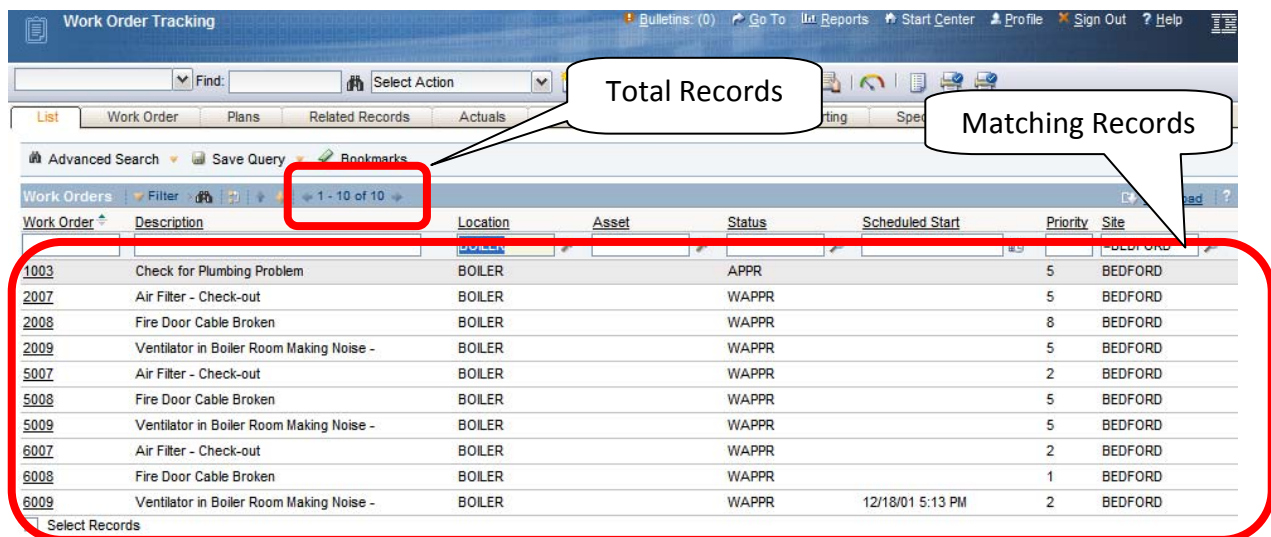 Work Order Tracking Bulletins: (0) Go To Reports Start Center Profile Sign Out ? Help IBM
Find: Select Action
Total Records
Matching Records
List Work Order Plans Related Records Actuals
Advanced Search Save Query Bookmarks
Work Orders Filter 1 - 10 of 10 ?
Work Order Description Location Asset Status Scheduled Start Priority Site
BOILER =BEDFORD
1003 Check for Plumbing Problem BOILER APPR 5 BEDFORD
2007 Air Filter - Check-out BOILER WAPPR 5 BEDFORD
2008 Fire Door Cable Broken BOILER WAPPR 8 BEDFORD
2009 Ventilator in Boiler Room Making Noise - BOILER WAPPR 5 BEDFORD
5007 Air Filter - Check-out BOILER WAPPR 2 BEDFORD
5008 Fire Door Cable Broken BOILER WAPPR 5 BEDFORD
5009 Ventilator in Boiler Room Making Noise - BOILER WAPPR 5 BEDFORD
6007 Air Filter - Check-out BOILER WAPPR 2 BEDFORD
6008 Fire Door Cable Broken BOILER WAPPR 1 BEDFORD
6009 Ventilator in Boiler Room Making Noise - BOILER WAPPR 12/18/01 5:13 PM 2 BEDFORD
Select Records